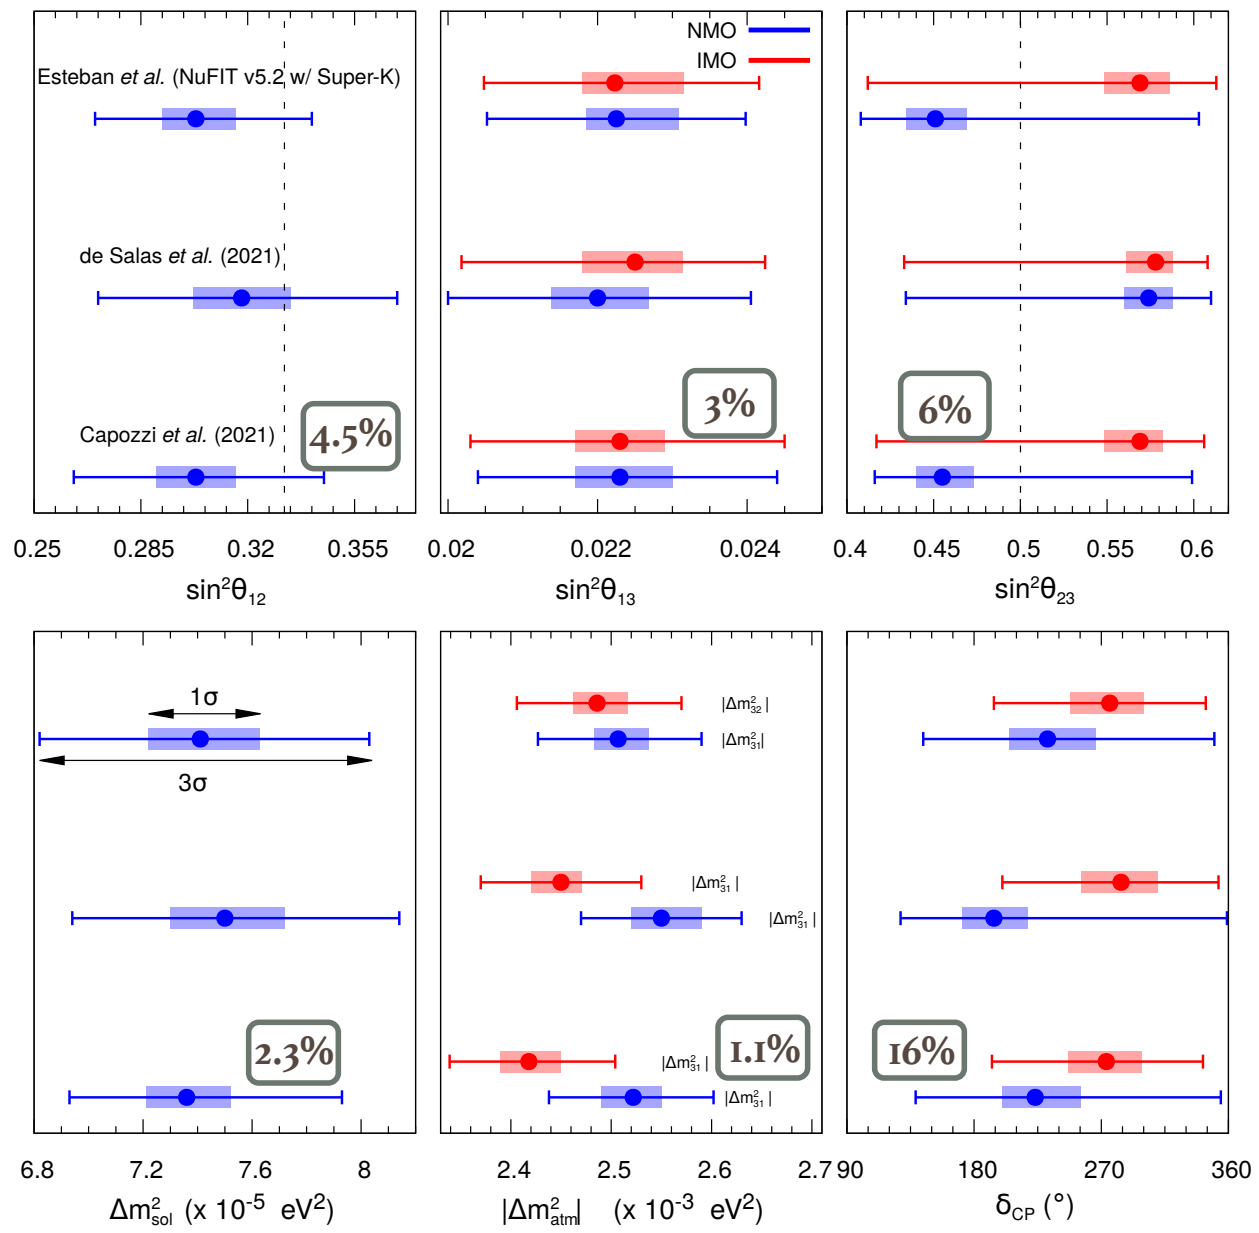 NMO
IMO
Esteban et al. (NuFIT v5.2 w/ Super-K)
de Salas et al. (2021)
Capozzi et al. (2021)
4.5%
3%
6%
0.25 0.285 0.32 0.355
0.02 0.022 0.024
0.4 0.45 0.5 0.55 0.6
sin²θ₁₂
sin²θ₁₃
sin²θ₂₃
1σ
3σ
|Δm²₃₂|
|Δm²₃₁|
|Δm²₃₁|
|Δm²₃₁|
|Δm²₃₁|
|Δm²₃₁|
2.3%
1.1%
16%
6.8 7.2 7.6 8
2.4 2.5 2.6 2.7
90 180 270 360
Δm²sol (x 10⁻⁵ eV²)
|Δm²atm| (x 10⁻³ eV²)
δCP (°)